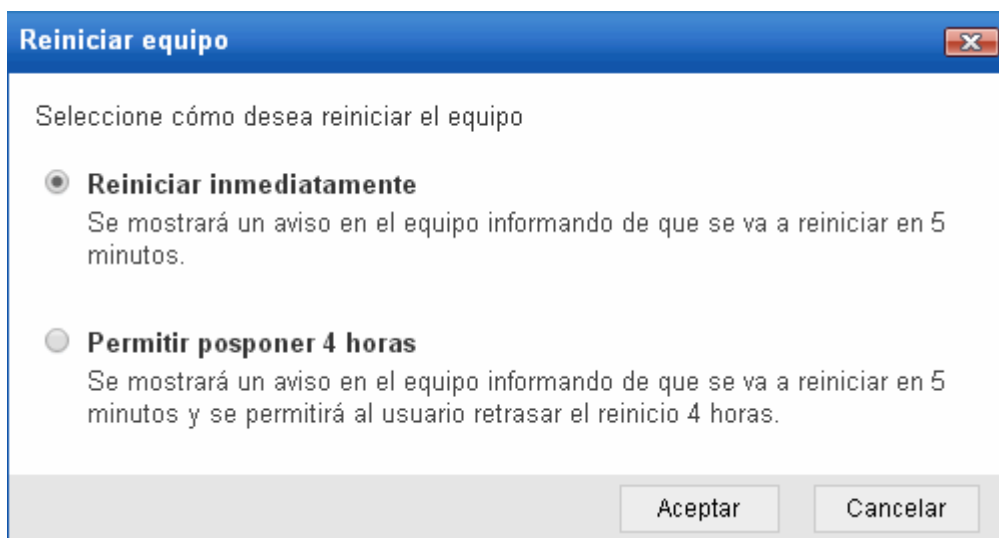 Reiniciar equipo
Seleccione cómo desea reiniciar el equipo
Reiniciar inmediatamente
Se mostrará un aviso en el equipo informando de que se va a reiniciar en 5
minutos.
Permitir posponer 4 horas
Se mostrará un aviso en el equipo informando de que se va a reiniciar en 5
minutos y se permitirá al usuario retrasar el reinicio 4 horas.
Aceptar Cancelar